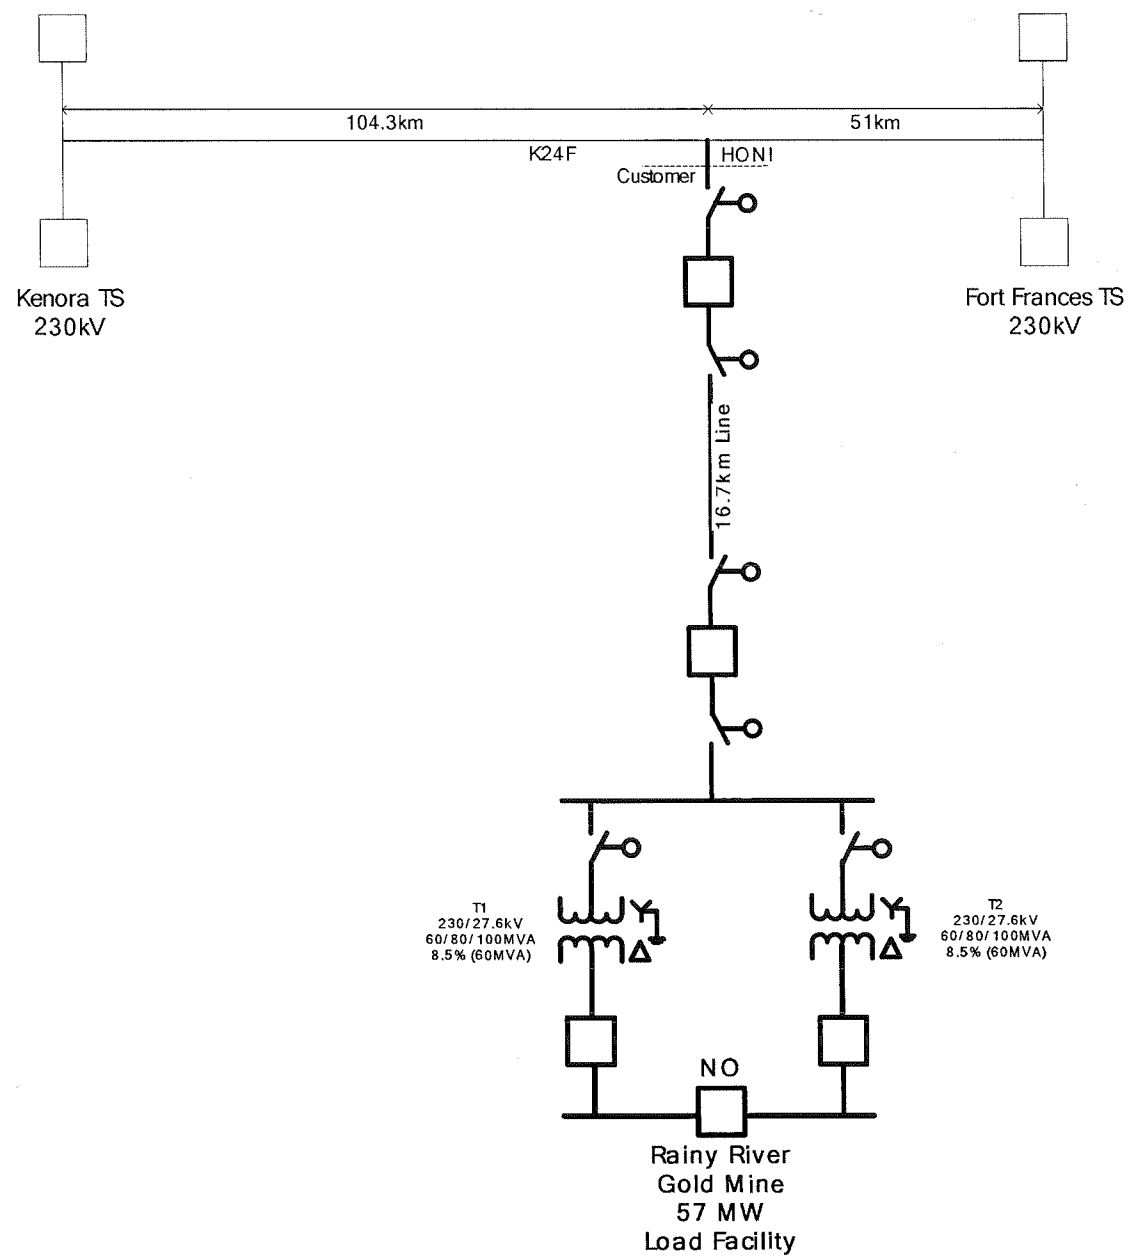 104.3km
51km
K24F
HONI
Customer
Kenora TS
230kV
Fort Frances TS
230kV
16.7km Line
T1
230/27.6kV
60/80/100MVA
8.5% (60MVA)
T2
230/27.6kV
60/80/100MVA
8.5% (60MVA)
NO
Rainy River
Gold Mine
57 MW
Load Facility